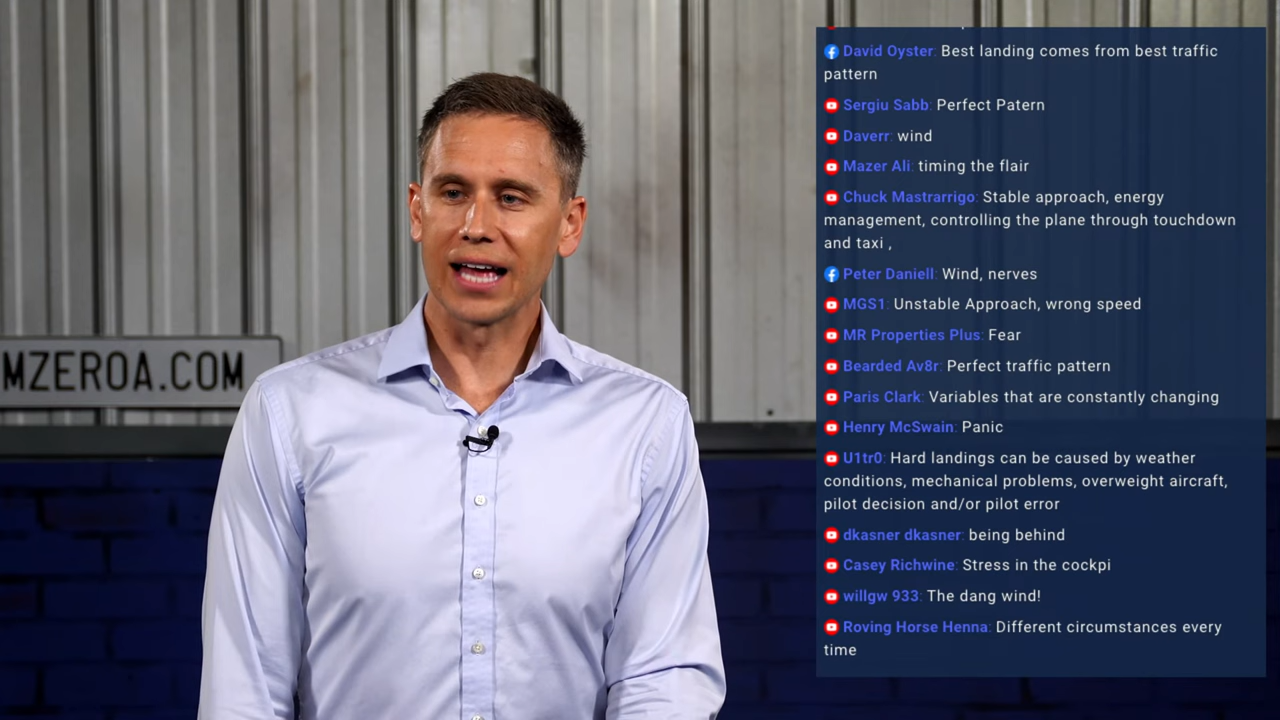 MZEROA.COM
David Oyster: Best landing comes from best traffic
pattern
Sergiu Sabb: Perfect Patern
Daverr: wind
Mazer Ali: timing the flair
Chuck Mastrarrigo: Stable approach, energy
management, controlling the plane through touchdown
and taxi ,
Peter Daniell: Wind, nerves
MGS1: Unstable Approach, wrong speed
MR Properties Plus: Fear
Bearded Av8r: Perfect traffic pattern
Paris Clark: Variables that are constantly changing
Henry McSwain: Panic
U1tr0: Hard landings can be caused by weather
conditions, mechanical problems, overweight aircraft,
pilot decision and/or pilot error
dkasner dkasner: being behind
Casey Richwine: Stress in the cockpi
willgw 933: The dang wind!
Roving Horse Henna: Different circumstances every
time